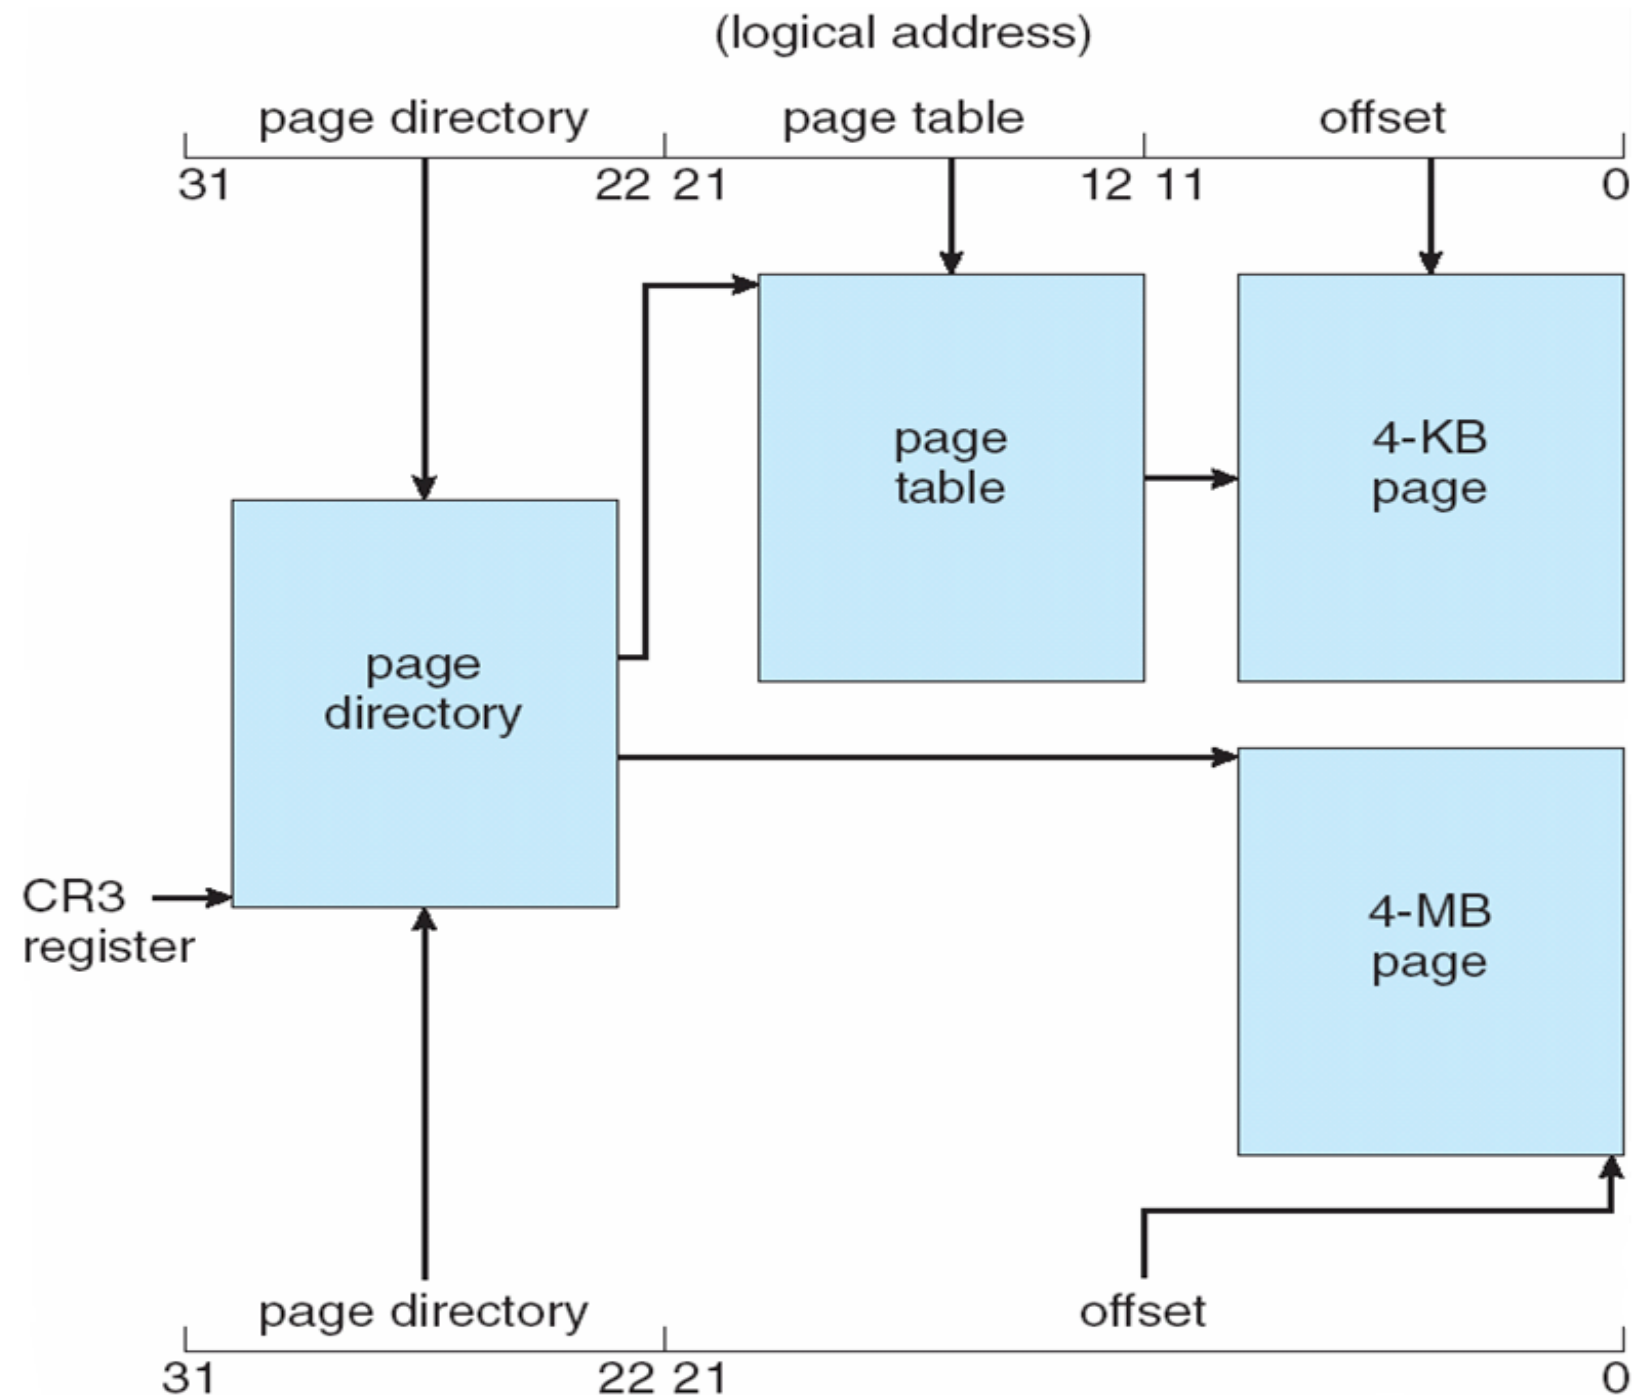 (logical address)
page directory page table offset
31 22 21 12 11 0
page
table
4-KB
page
page
directory
CR3
register
4-MB
page
page directory offset
31 22 21 0